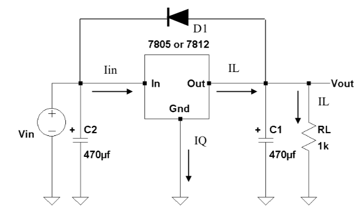 D1
7805 or 7812
Iin
In
Out
IL
Vout
Gnd
IL
Vin
+
+ C2
470µf
IQ
+ C1
470µf
RL
1k